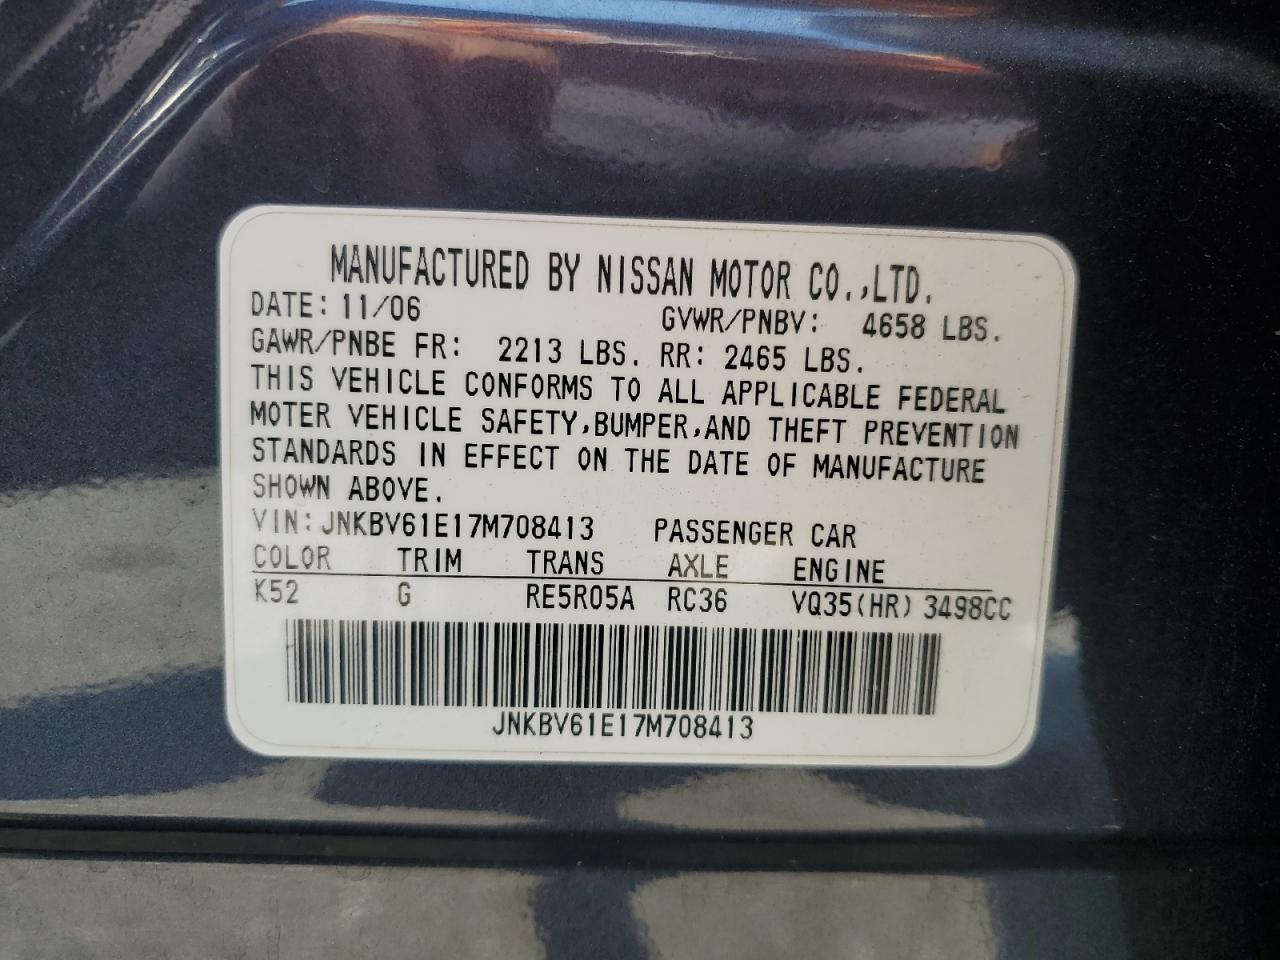 MANUFACTURED BY NISSAN MOTOR CO.,LTD.
DATE: 11/06 GVWR/PNBV: 4658 LBS.
GAWR/PNBE FR: 2213 LBS. RR: 2465 LBS.
THIS VEHICLE CONFORMS TO ALL APPLICABLE FEDERAL
MOTER VEHICLE SAFETY,BUMPER,AND THEFT PREVENTION
STANDARDS IN EFFECT ON THE DATE OF MANUFACTURE
SHOWN ABOVE.
VIN: JNKBV61E17M708413 PASSENGER CAR
COLOR TRIM TRANS AXLE ENGINE
K52 G RE5R05A RC36 VQ35(HR) 3498CC
JNKBV61E17M708413